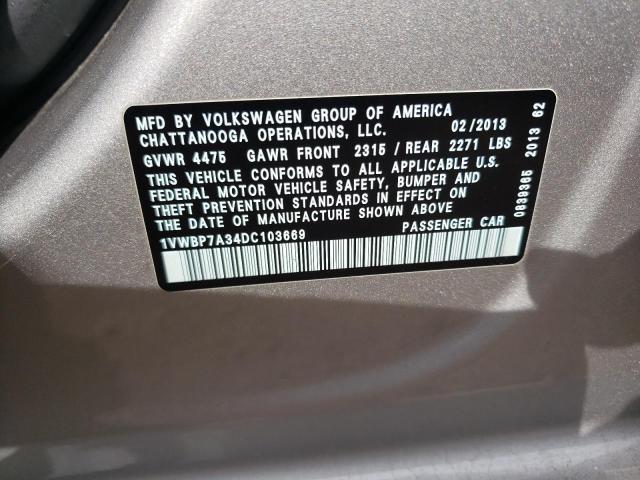 MFD BY VOLKSWAGEN GROUP OF AMERICA
CHATTANOOGA OPERATIONS, LLC. 02/2013
GVWR 4475 GAWR FRONT 2315 / REAR 2271 LBS
THIS VEHICLE CONFORMS TO ALL APPLICABLE U.S.
FEDERAL MOTOR VEHICLE SAFETY, BUMPER AND
THEFT PREVENTION STANDARDS IN EFFECT ON
THE DATE OF MANUFACTURE SHOWN ABOVE
1VWBP7A34DC103669 PASSENGER CAR
0839365 2013 62